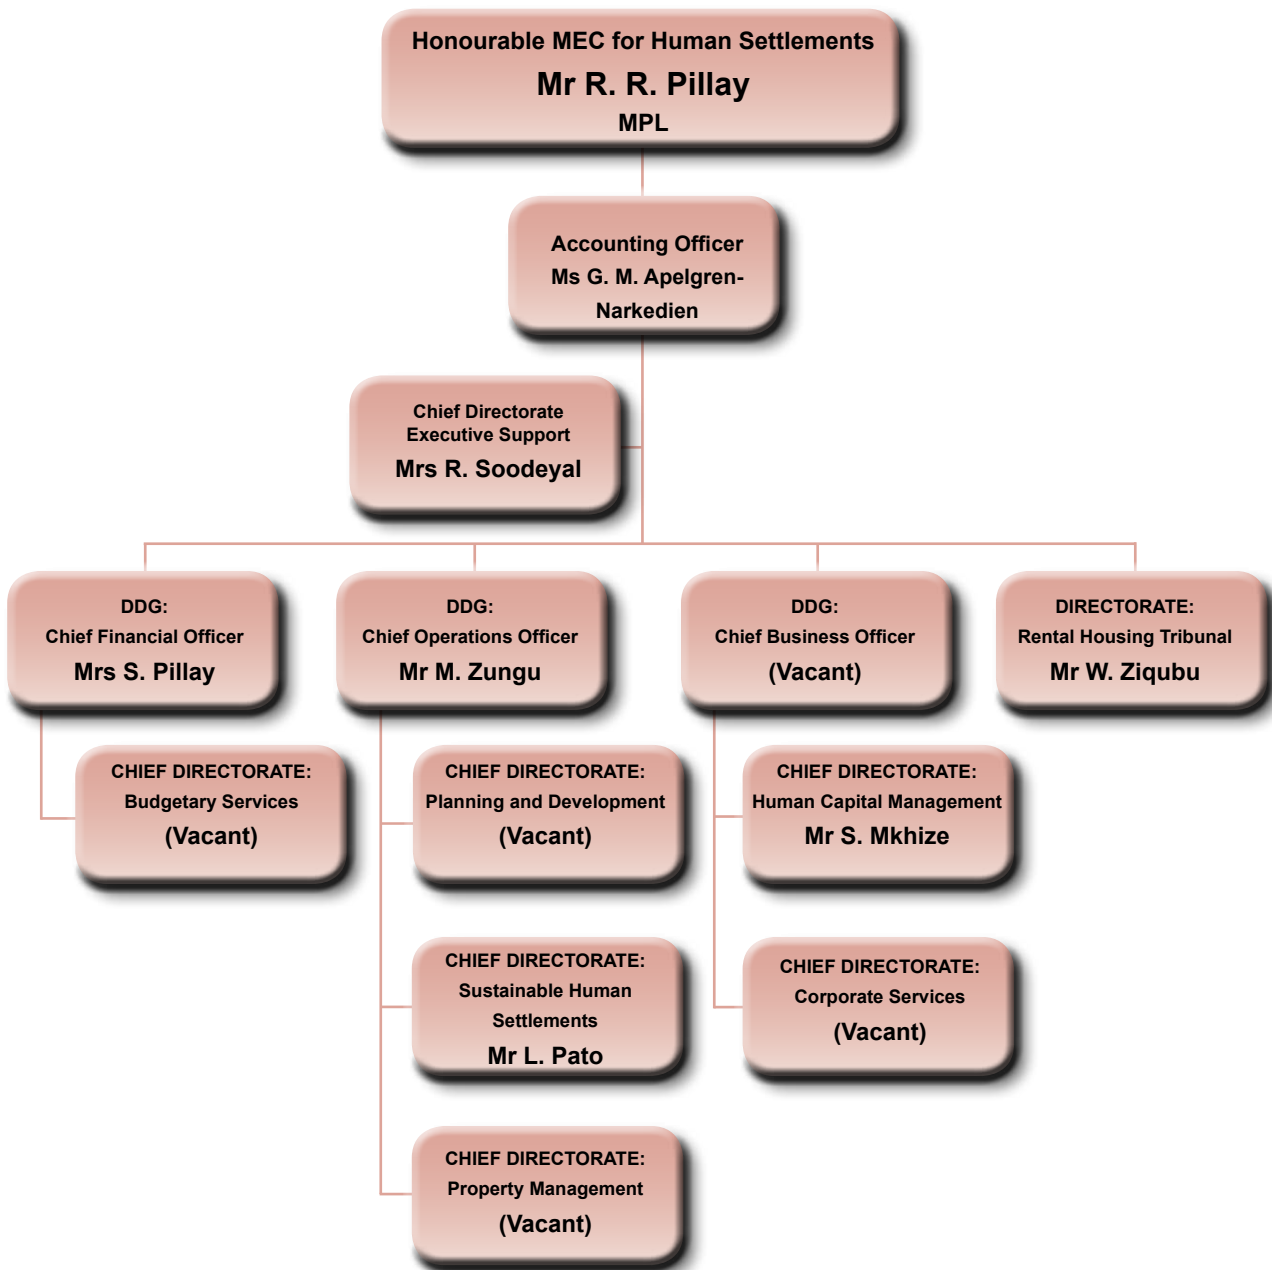 Honourable MEC for Human Settlements
Mr R. R. Pillay
MPL
Accounting Officer
Ms G. M. Apelgren-
Narkedien
Chief Directorate
Executive Support
Mrs R. Soodeyal
DDG:
Chief Financial Officer
Mrs S. Pillay
DDG:
Chief Operations Officer
Mr M. Zungu
DDG:
Chief Business Officer
(Vacant)
DIRECTORATE:
Rental Housing Tribunal
Mr W. Ziqubu
CHIEF DIRECTORATE:
Budgetary Services
(Vacant)
CHIEF DIRECTORATE:
Planning and Development
(Vacant)
CHIEF DIRECTORATE:
Human Capital Management
Mr S. Mkhize
CHIEF DIRECTORATE:
Sustainable Human
Settlements
Mr L. Pato
CHIEF DIRECTORATE:
Corporate Services
(Vacant)
CHIEF DIRECTORATE:
Property Management
(Vacant)